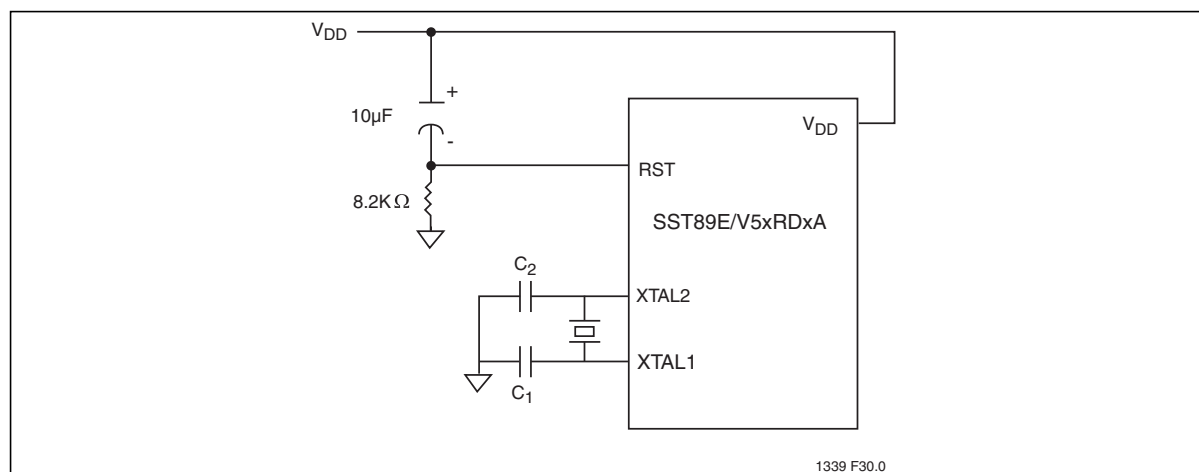 VDD
+
10µF
-
VDD
RST
8.2KΩ
SST89E/V5xRDxA
C2
XTAL2
XTAL1
C1
1339 F30.0